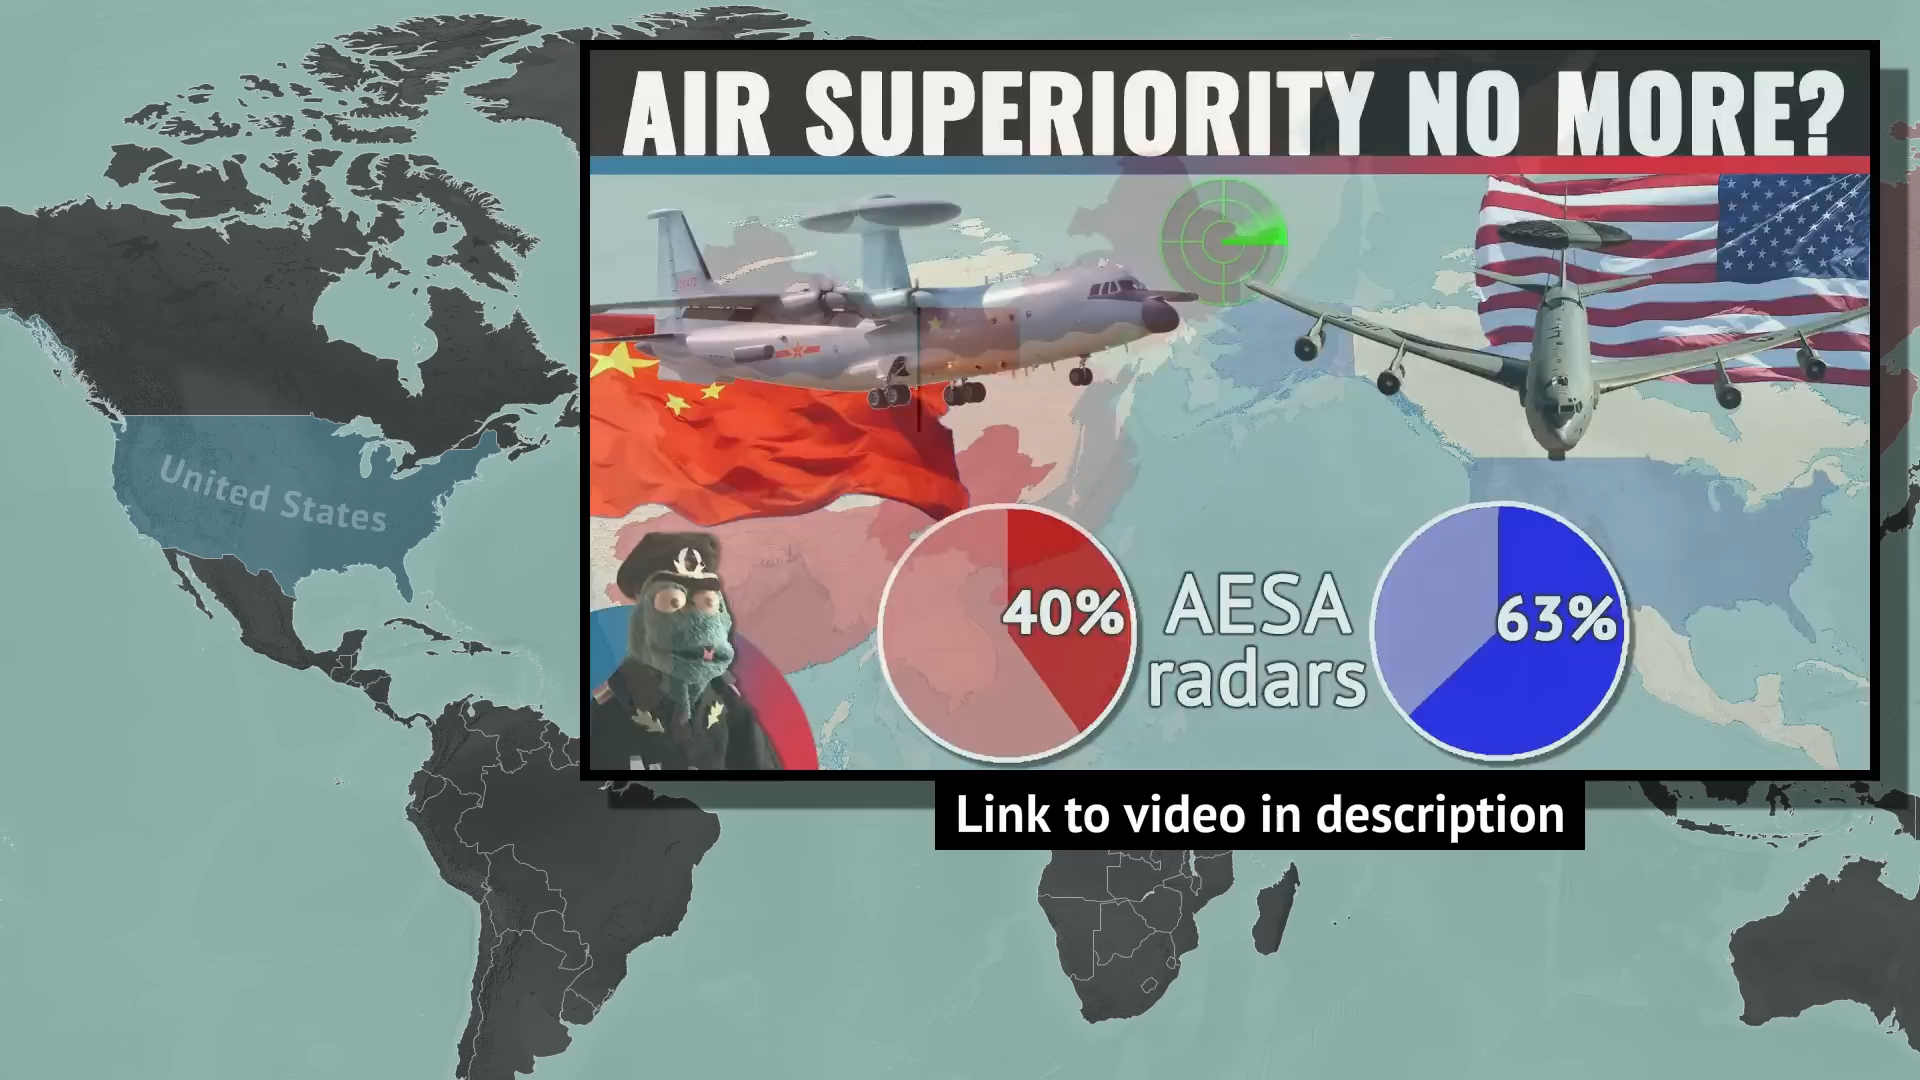 AIR SUPERIORITY NO MORE?
United States
40%
AESA
radars
63%
Link to video in description